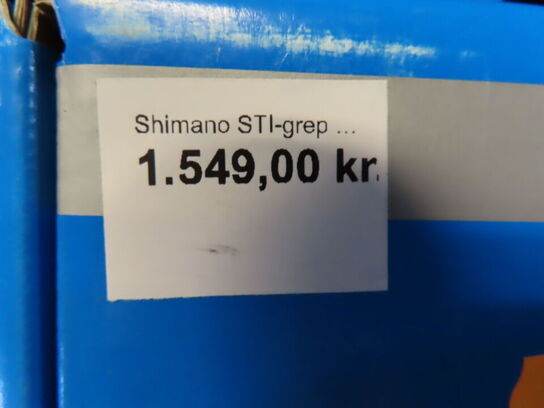 Shimano STI-grep ...
1.549,00 kr.